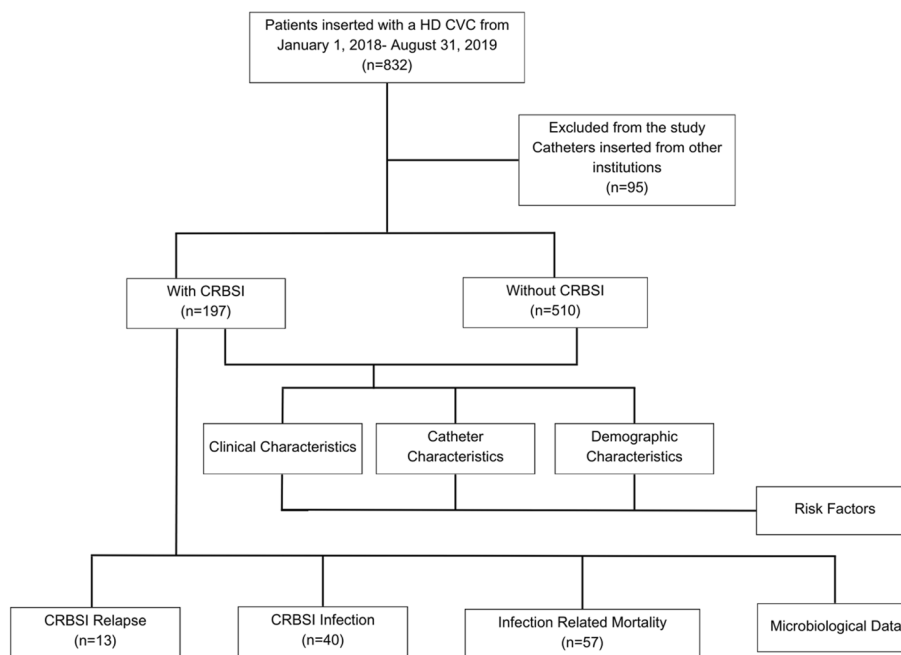 Patients inserted with a HD CVC from
January 1, 2018- August 31, 2019
(n=832)
Excluded from the study
Catheters inserted from other
institutions
(n=95)
With CRBSI
(n=197)
Without CRBSI
(n=510)
Clinical Characteristics
Catheter
Characteristics
Demographic
Characteristics
Risk Factors
CRBSI Relapse
(n=13)
CRBSI Infection
(n=40)
Infection Related Mortality
(n=57)
Microbiological Data